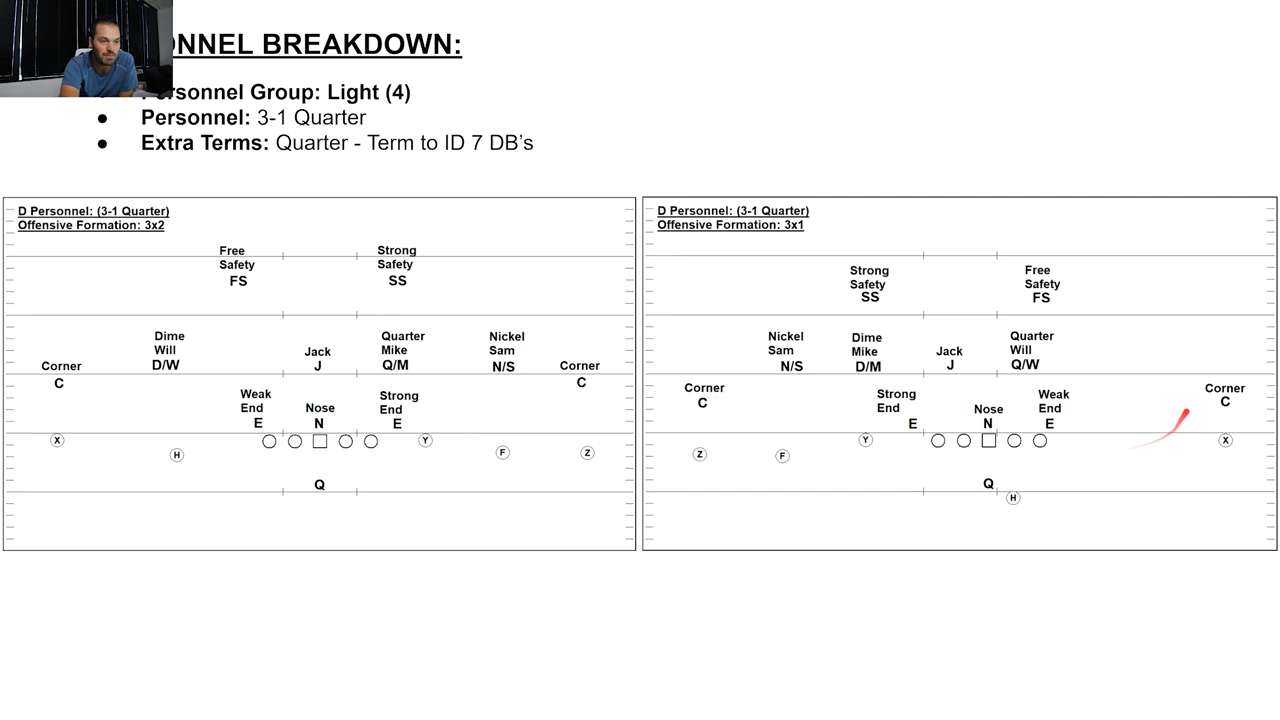 ONNEL BREAKDOWN:
● ersonnel Group: Light (4)
● Personnel: 3-1 Quarter
● Extra Terms: Quarter - Term to ID 7 DB's
D Personnel: (3-1 Quarter)
Offensive Formation: 3x2
Free
Safety
FS
Strong
Safety
SS
Dime
Will
D/W
Jack
J
Quarter
Mike
Q/M
Nickel
Sam
N/S
Corner
C
Corner
C
Weak
End
E
Nose
N
Strong
End
E
X
H
Y
F
Z
Q
D Personnel: (3-1 Quarter)
Offensive Formation: 3x1
Strong
Safety
SS
Free
Safety
FS
Nickel
Sam
N/S
Dime
Mike
D/M
Jack
J
Quarter
Will
Q/W
Corner
C
Corner
C
Strong
End
E
Nose
N
Weak
End
E
Z
F
Y
X
Q
H